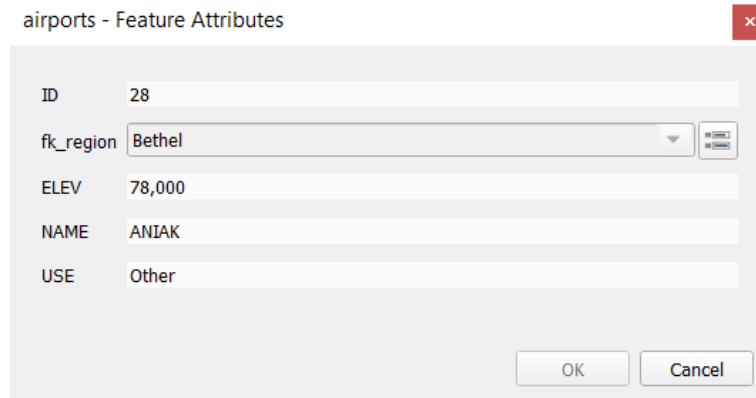 airports - Feature Attributes
ID 28
fk_region Bethel
ELEV 78,000
NAME ANIAK
USE Other
OK Cancel